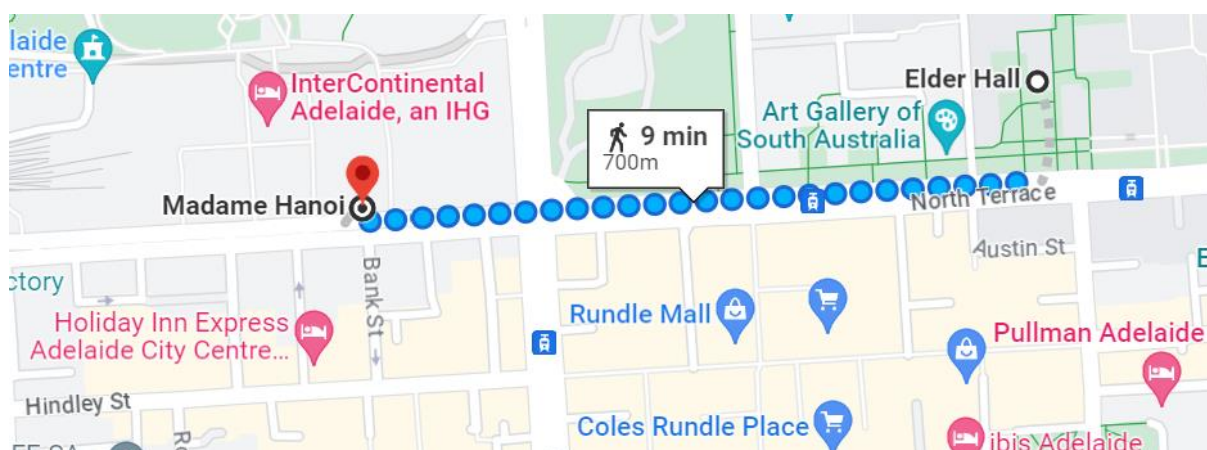 laide
entre
InterContinental
Adelaide, an IHG
Elder Hall
Art Gallery of
South Australia
9 min
700m
Madame Hanoi
North Terrace
Bank St
Austin St
ctory
E
Rundle Mall
Holiday Inn Express
Adelaide City Centre...
Pullman Adelaide
Hindley St
Coles Rundle Place
ibis Adelaide